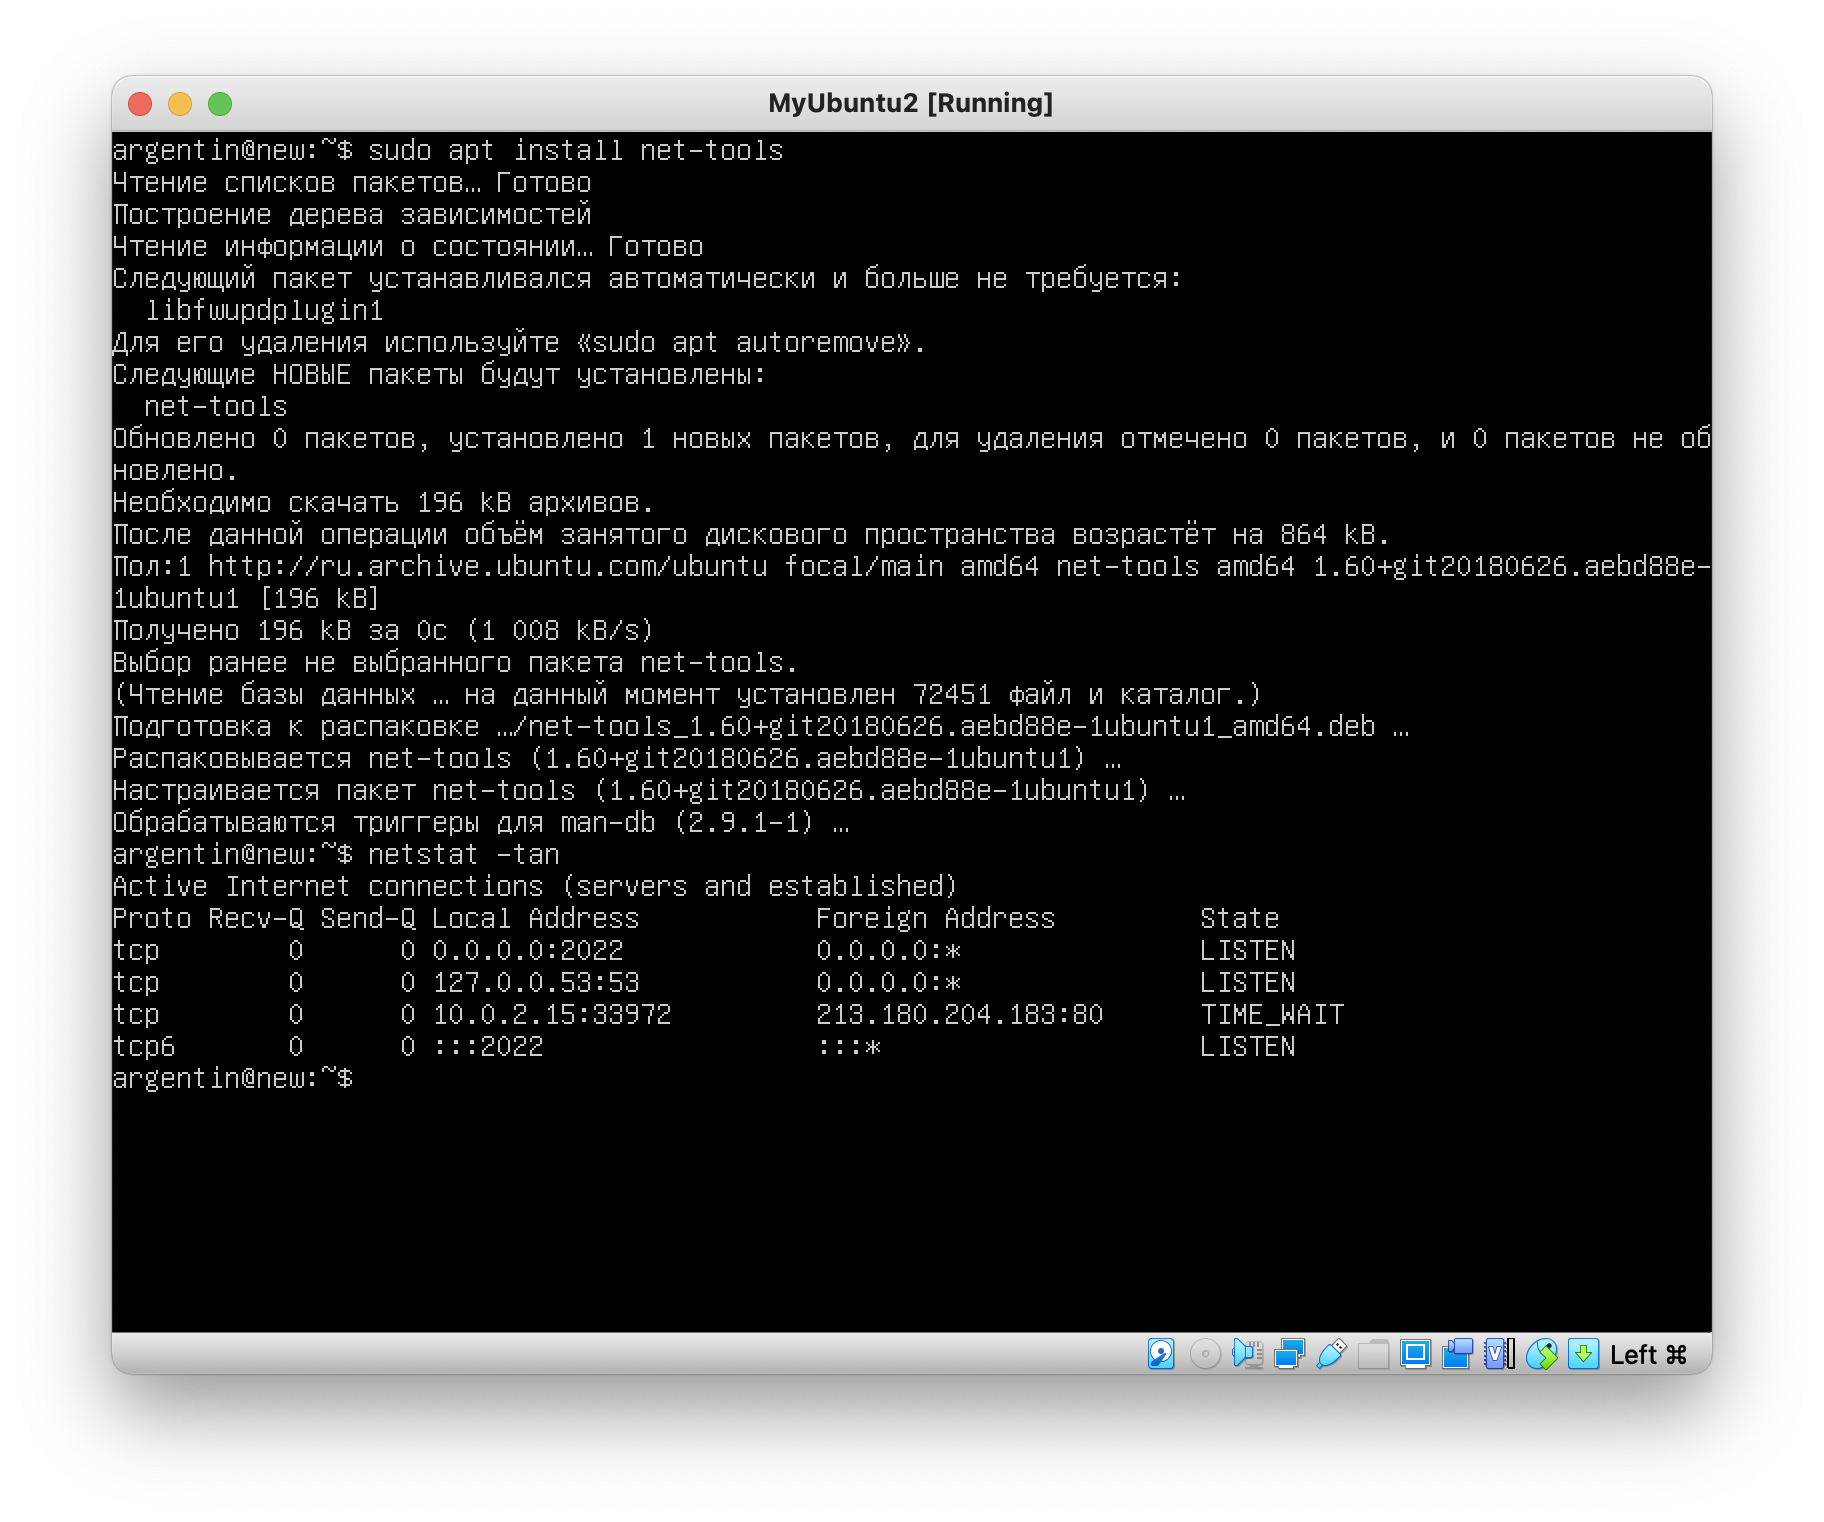 MyUbuntu2 [Running]
argentin@new:~$ sudo apt install net-tools
Чтение списков пакетов… Готово
Построение дерева зависимостей
Чтение информации о состоянии… Готово
Следующий пакет устанавливался автоматически и больше не требуется:
  libfwupdplugin1
Для его удаления используйте «sudo apt autoremove».
Следующие НОВЫЕ пакеты будут установлены:
  net-tools
Обновлено 0 пакетов, установлено 1 новых пакетов, для удаления отмечено 0 пакетов, и 0 пакетов не об
новлено.
Необходимо скачать 196 kB архивов.
После данной операции объём занятого дискового пространства возрастёт на 864 kB.
Пол:1 http://ru.archive.ubuntu.com/ubuntu focal/main amd64 net-tools amd64 1.60+git20180626.aebd88e-
1ubuntu1 [196 kB]
Получено 196 kB за 0с (1 008 kB/s)
Выбор ранее не выбранного пакета net-tools.
(Чтение базы данных … на данный момент установлен 72451 файл и каталог.)
Подготовка к распаковке …/net-tools_1.60+git20180626.aebd88e-1ubuntu1_amd64.deb …
Распаковывается net-tools (1.60+git20180626.aebd88e-1ubuntu1) …
Настраивается пакет net-tools (1.60+git20180626.aebd88e-1ubuntu1) …
Обрабатываются триггеры для man-db (2.9.1-1) …
argentin@new:~$ netstat -tan
Active Internet connections (servers and established)
Proto Recv-Q Send-Q Local Address           Foreign Address         State
tcp        0      0 0.0.0.0:2022            0.0.0.0:*               LISTEN
tcp        0      0 127.0.0.53:53           0.0.0.0:*               LISTEN
tcp        0      0 10.0.2.15:33972         213.180.204.183:80      TIME_WAIT
tcp6       0      0 :::2022                 :::*                    LISTEN
argentin@new:~$
Left ⌘